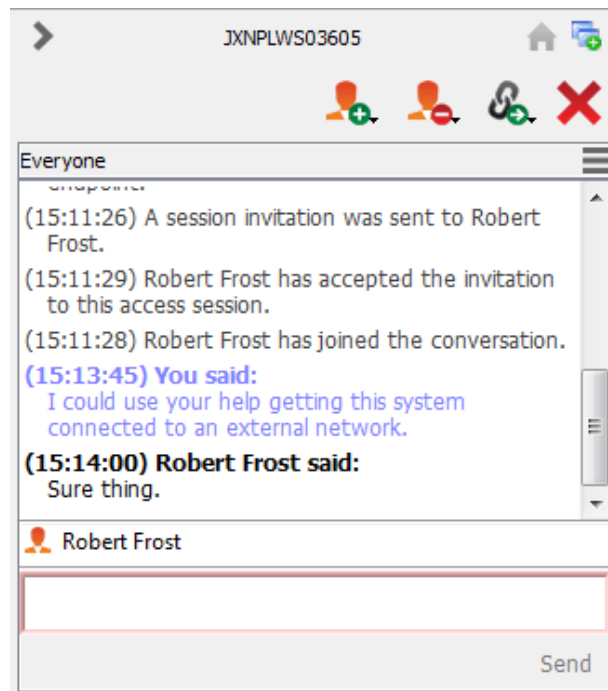 JXNPLWS03605
Everyone
endpoint.
(15:11:26) A session invitation was sent to Robert
Frost.
(15:11:29) Robert Frost has accepted the invitation
to this access session.
(15:11:28) Robert Frost has joined the conversation.
(15:13:45) You said:
I could use your help getting this system
connected to an external network.
(15:14:00) Robert Frost said:
Sure thing.
Robert Frost
Send